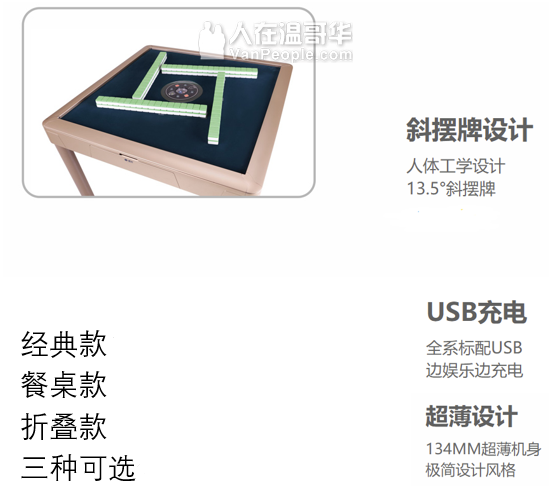 人在温哥华
VanPeople.com
斜摆牌设计
人体工学设计
13.5°斜摆牌
USB充电
全系标配USB
边娱乐边充电
超薄设计
134MM超薄机身
极简设计风格
经典款
餐桌款
折叠款
三种可选